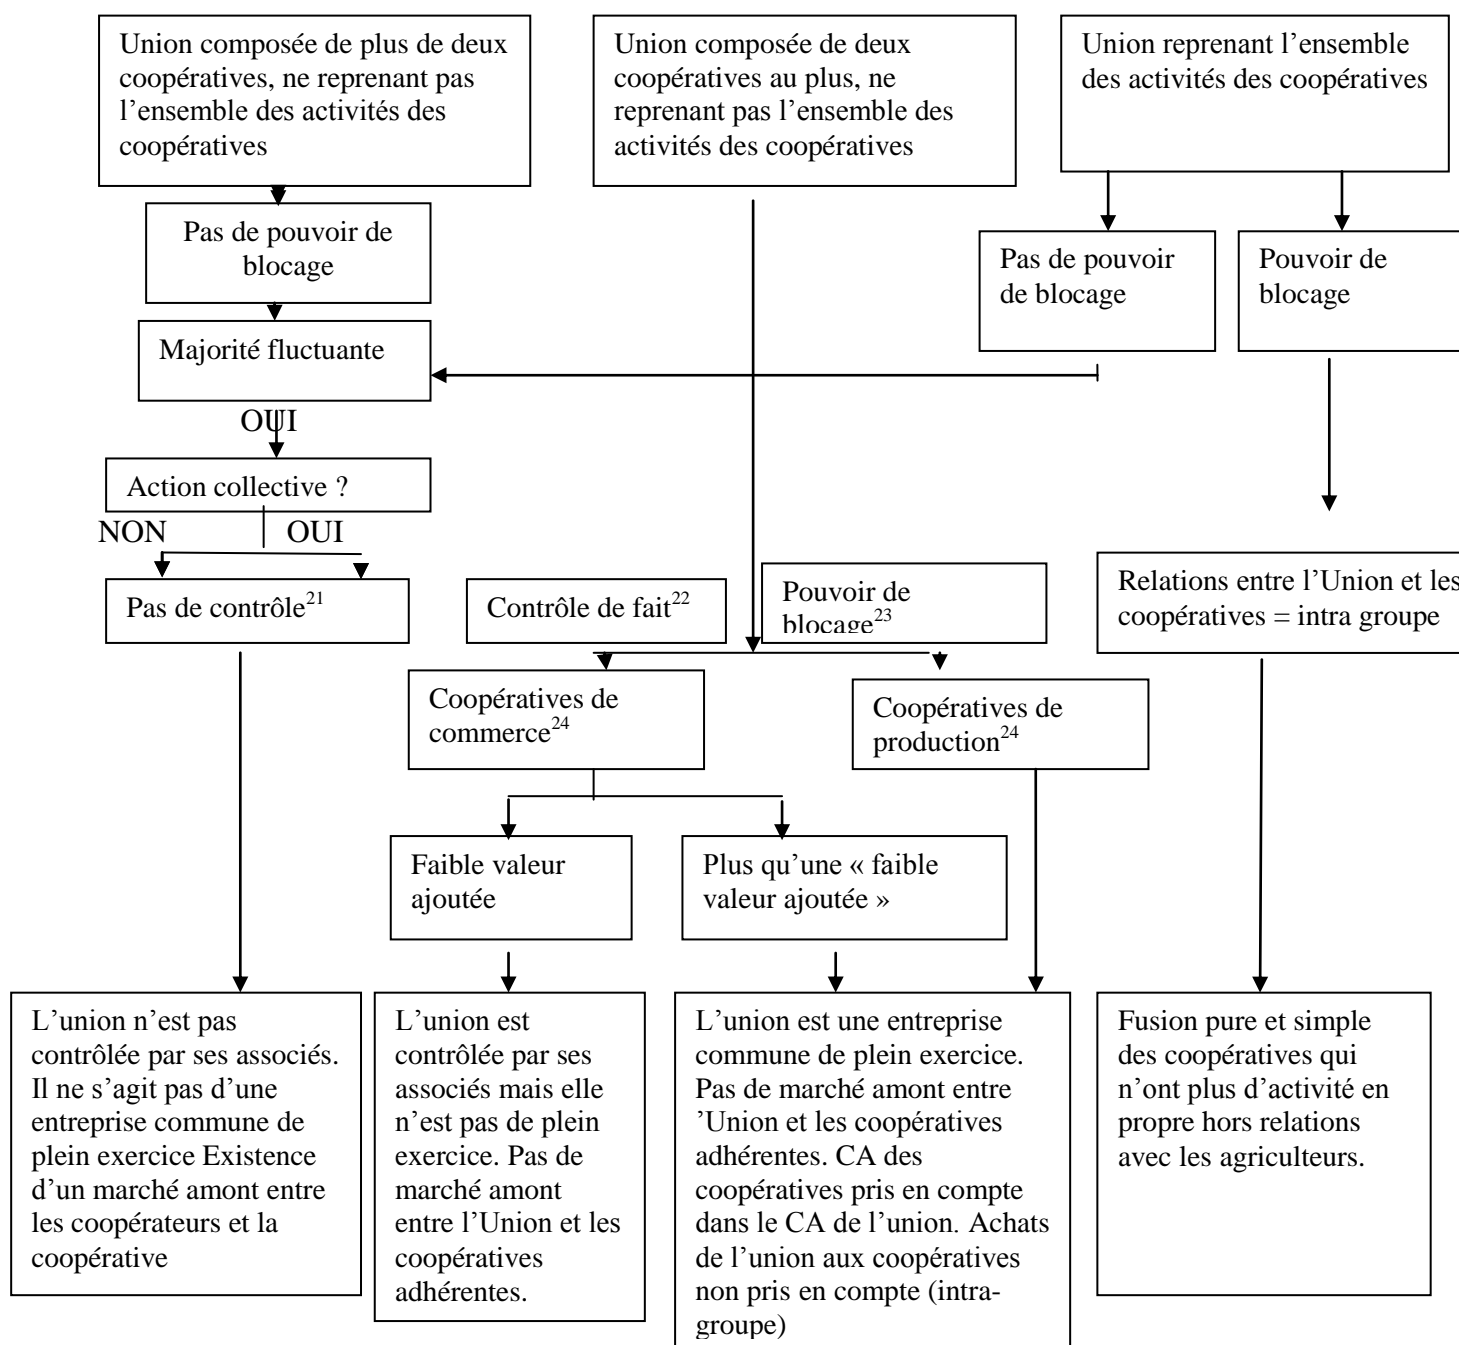 Union composée de plus de deux
coopératives, ne reprenant pas
l’ensemble des activités des
coopératives
Union composée de deux
coopératives au plus, ne
reprenant pas l’ensemble des
activités des coopératives
Union reprenant l’ensemble
des activités des coopératives
Pas de pouvoir de
blocage
Pas de pouvoir
de blocage
Pouvoir de
blocage
Majorité fluctuante
OUI
Action collective ?
NON OUI
Pas de contrôle21
Contrôle de fait22
Pouvoir de
blocage23
Relations entre l’Union et les
coopératives = intra groupe
Coopératives de
commerce24
Coopératives de
production24
Faible valeur
ajoutée
Plus qu’une « faible
valeur ajoutée »
L’union n’est pas
contrôlée par ses associés.
Il ne s’agit pas d’une
entreprise commune de
plein exercice Existence
d’un marché amont entre
les coopérateurs et la
coopérative
L’union est
contrôlée par ses
associés mais elle
n’est pas de plein
exercice. Pas de
marché amont
entre l’Union et les
coopératives
adhérentes.
L’union est une entreprise
commune de plein exercice.
Pas de marché amont entre
’Union et les coopératives
adhérentes. CA des
coopératives pris en compte
dans le CA de l’union. Achats
de l’union aux coopératives
non pris en compte (intra-
groupe)
Fusion pure et simple
des coopératives qui
n’ont plus d’activité en
propre hors relations
avec les agriculteurs.